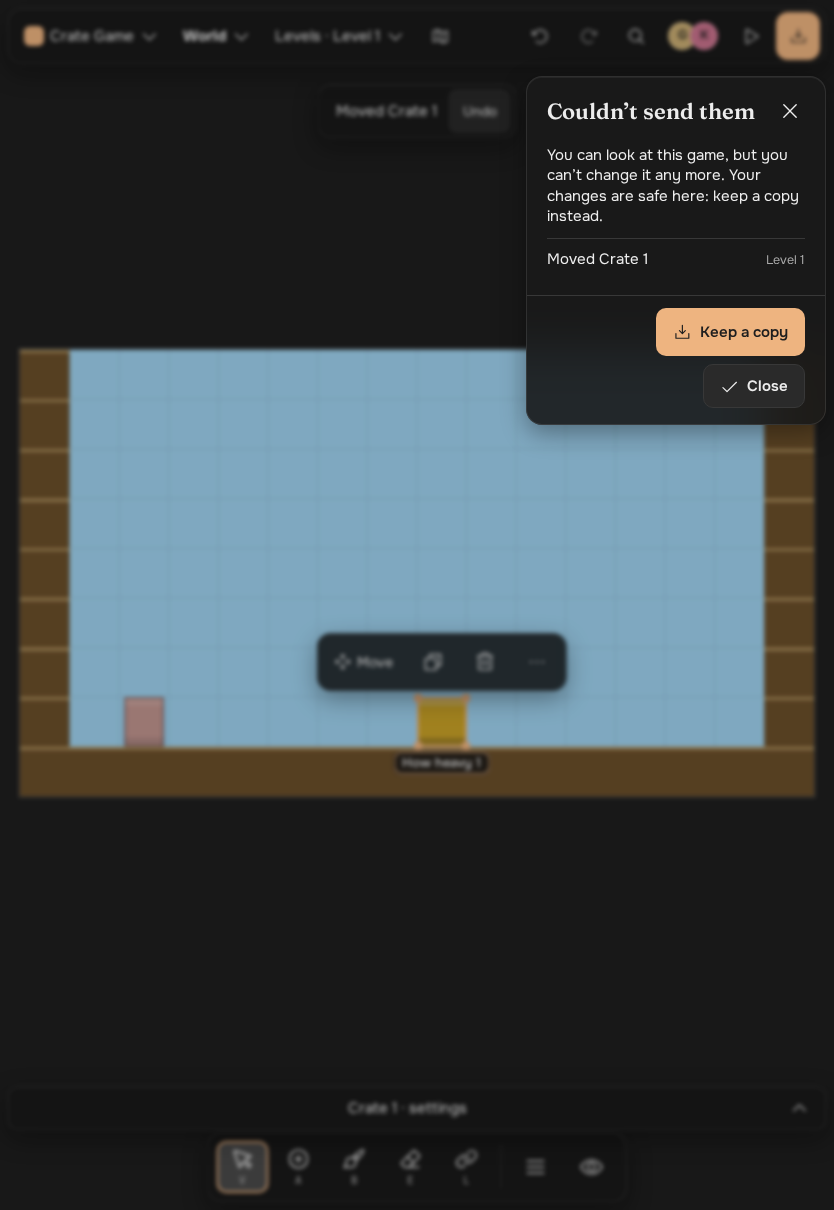 Crate Game
World
Levels · Level 1
Moved Crate 1
Undo
Couldn’t send them
You can look at this game, but you
can’t change it any more. Your
changes are safe here: keep a copy
instead.
Moved Crate 1
Level 1
Keep a copy
Close
Move
How heavy 1
Crate 1 · settings
V
A
B
E
L